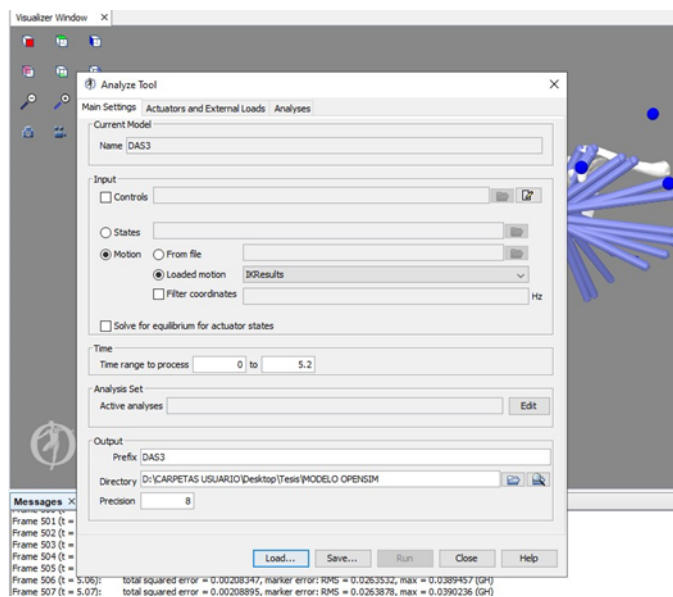 Visualizer Window X
Analyze Tool
Main Settings Actuators and External Loads Analyses
Current Model
Name DAS3
Input
Controls
States
Motion From file
Loaded motion IKResults
Filter coordinates Hz
Solve for equilibrium for actuator states
Time
Time range to process 0 to 5.2
Analysis Set
Active analyses Edit
Output
Prefix DAS3
Directory D:\CARPETAS USUARIO\Desktop\Tesis\MODELO OPENSIM
Precision 8
Messages X
Frame 501 (t =
Frame 502 (t =
Frame 503 (t =
Frame 504 (t =
Frame 505 (t =
Load... Save... Run Close Help
Frame 506 (t = 5.06): total squared error = 0.00208347, marker error: RMS = 0.0263532, max = 0.0389457 (GH)
Frame 507 (t = 5.07): total squared error = 0.00208895, marker error: RMS = 0.0263878, max = 0.0390236 (GH)